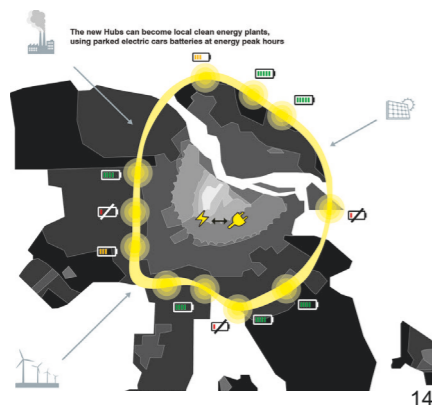 The new Hubs can become local clean energy plants,
using parked electric cars batteries at energy peak hours
14